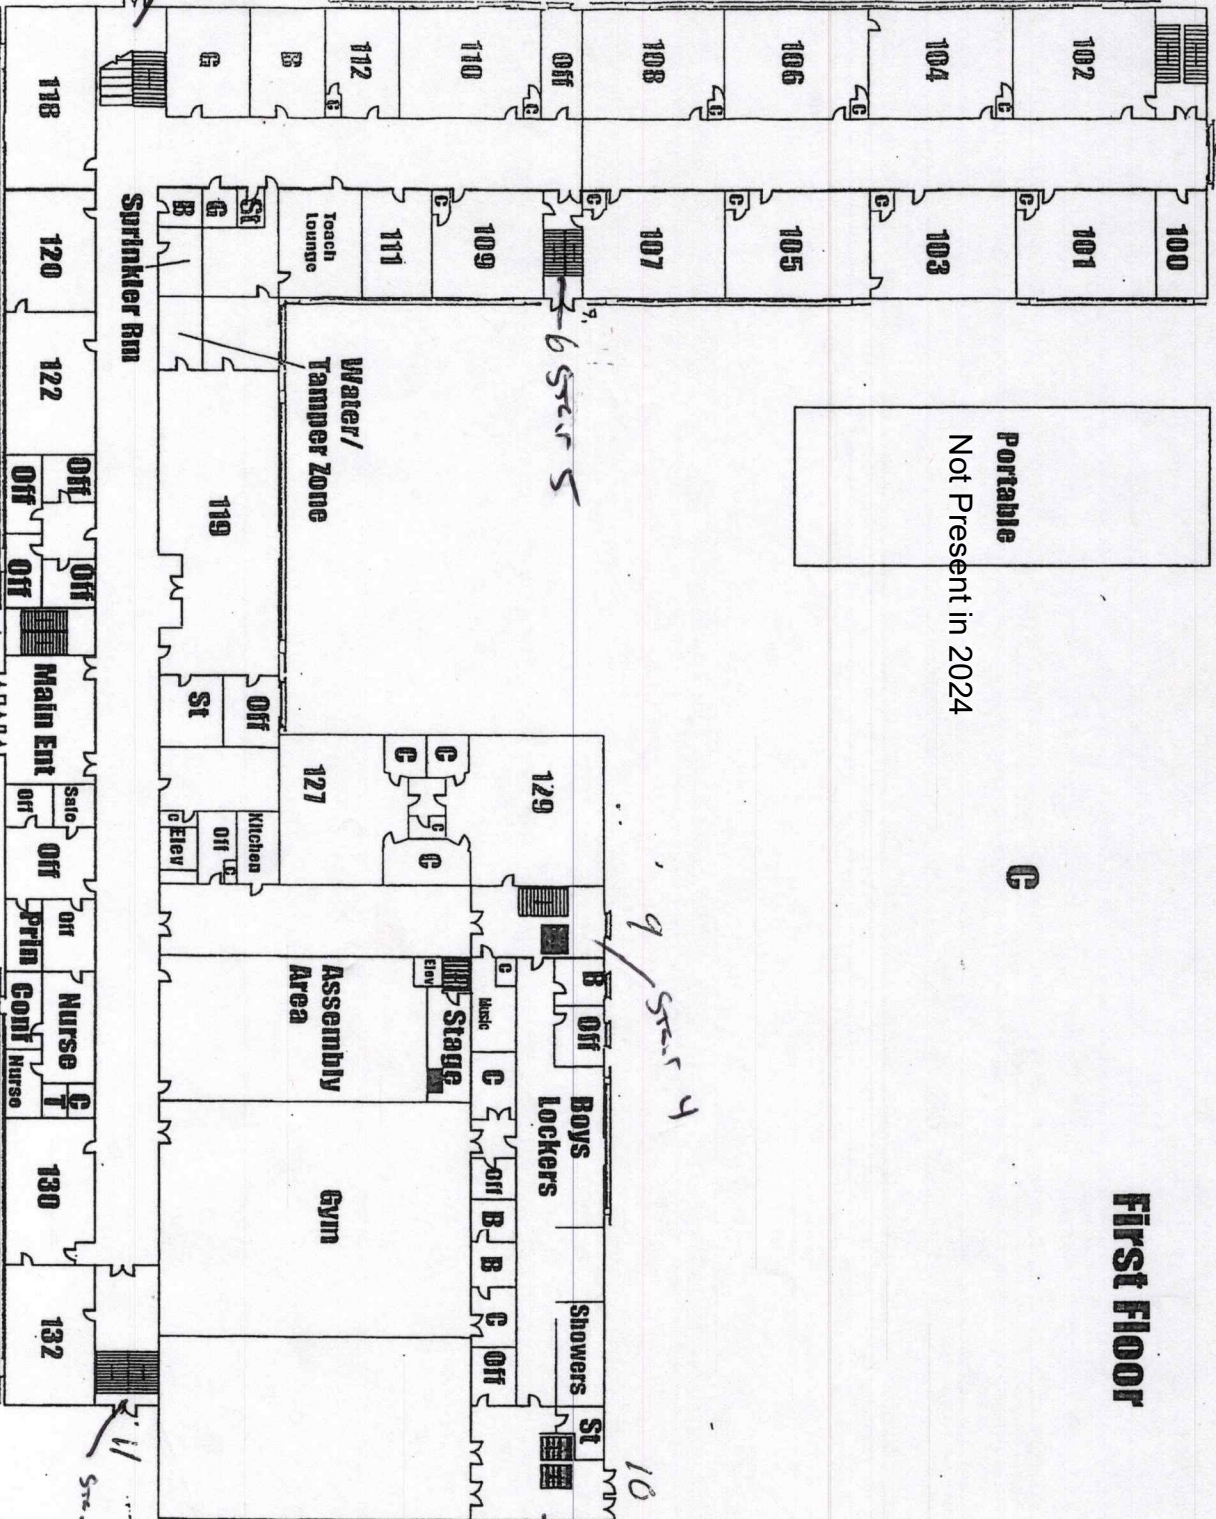 First Floor
C
Portable
Not Present in 2024
100
101
103
105
107
109
111
Teach
Lounge
St
G
B
C
C
C
C
C
102
104
106
108
Off
110
112
B
G
C
C
C
C
C
6 Stair 5
9 Stair 4
10
11
Water/
Tamper Zone
Sprinkler Rm
118
120
122
119
Off
Off
Off
Off
Main Ent
St
Off
127
129
C
C
C
C
Kitchen
Off
C
Elev
C
Safe
Off
Off
Off
Prin
Nurse
Conf
Nurse
C
T
130
132
Assembly
Area
Elev
Stage
Music
C
C
Gym
B
Off
Boys
Lockers
Off
B
B
C
Off
Showers
St